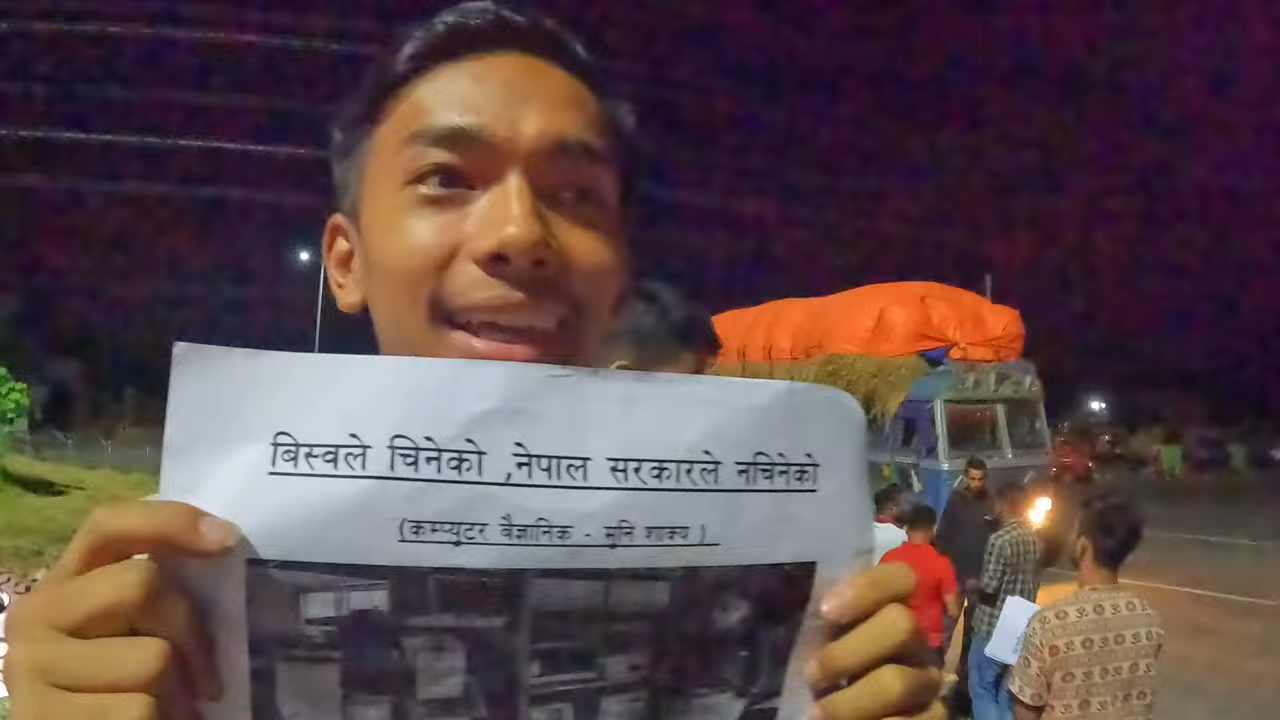 बिस्वले चिनेको ,नेपाल सरकारले नचिनेको
(कम्प्युटर वैज्ञानिक - मुनि शाक्य )